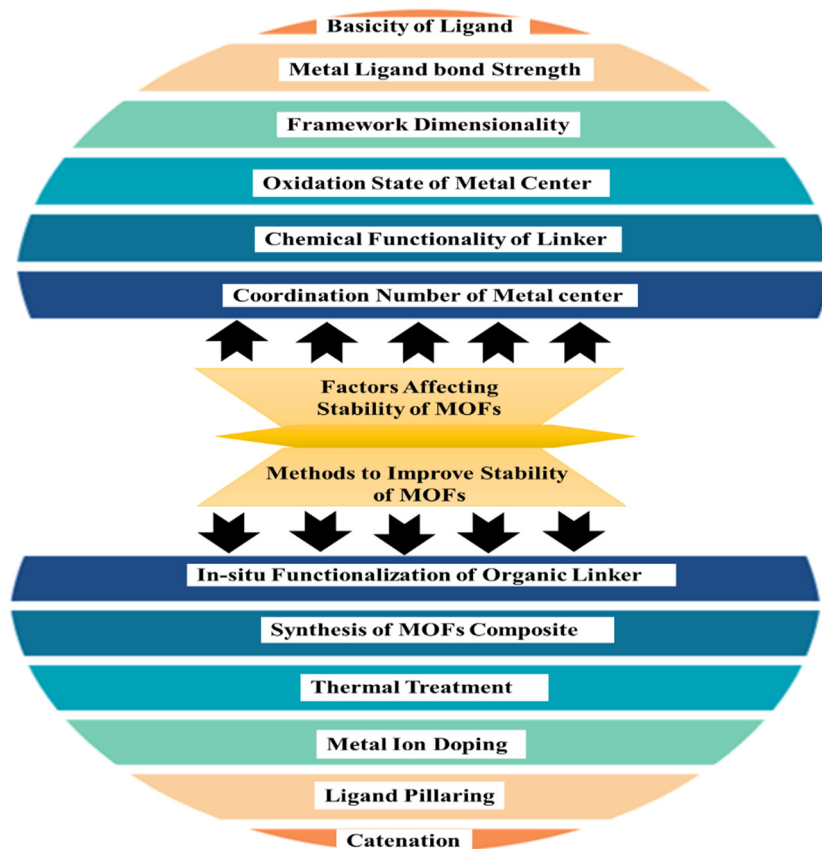 Basicity of Ligand
Metal Ligand bond Strength
Framework Dimensionality
Oxidation State of Metal Center
Chemical Functionality of Linker
Coordination Number of Metal center
Factors Affecting
Stability of MOFs
Methods to Improve Stability
of MOFs
In-situ Functionalization of Organic Linker
Synthesis of MOFs Composite
Thermal Treatment
Metal Ion Doping
Ligand Pillaring
Catenation